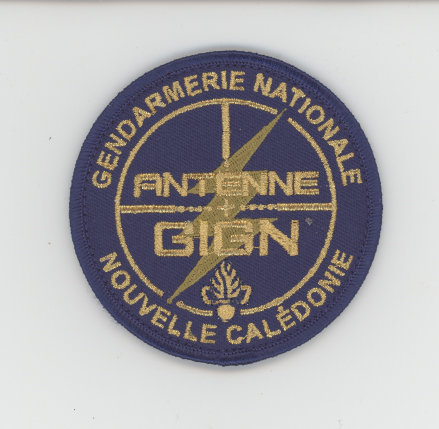 GENDARMERIE NATIONALE
ANTENNE
GIGN
NOUVELLE CALÉDONIE